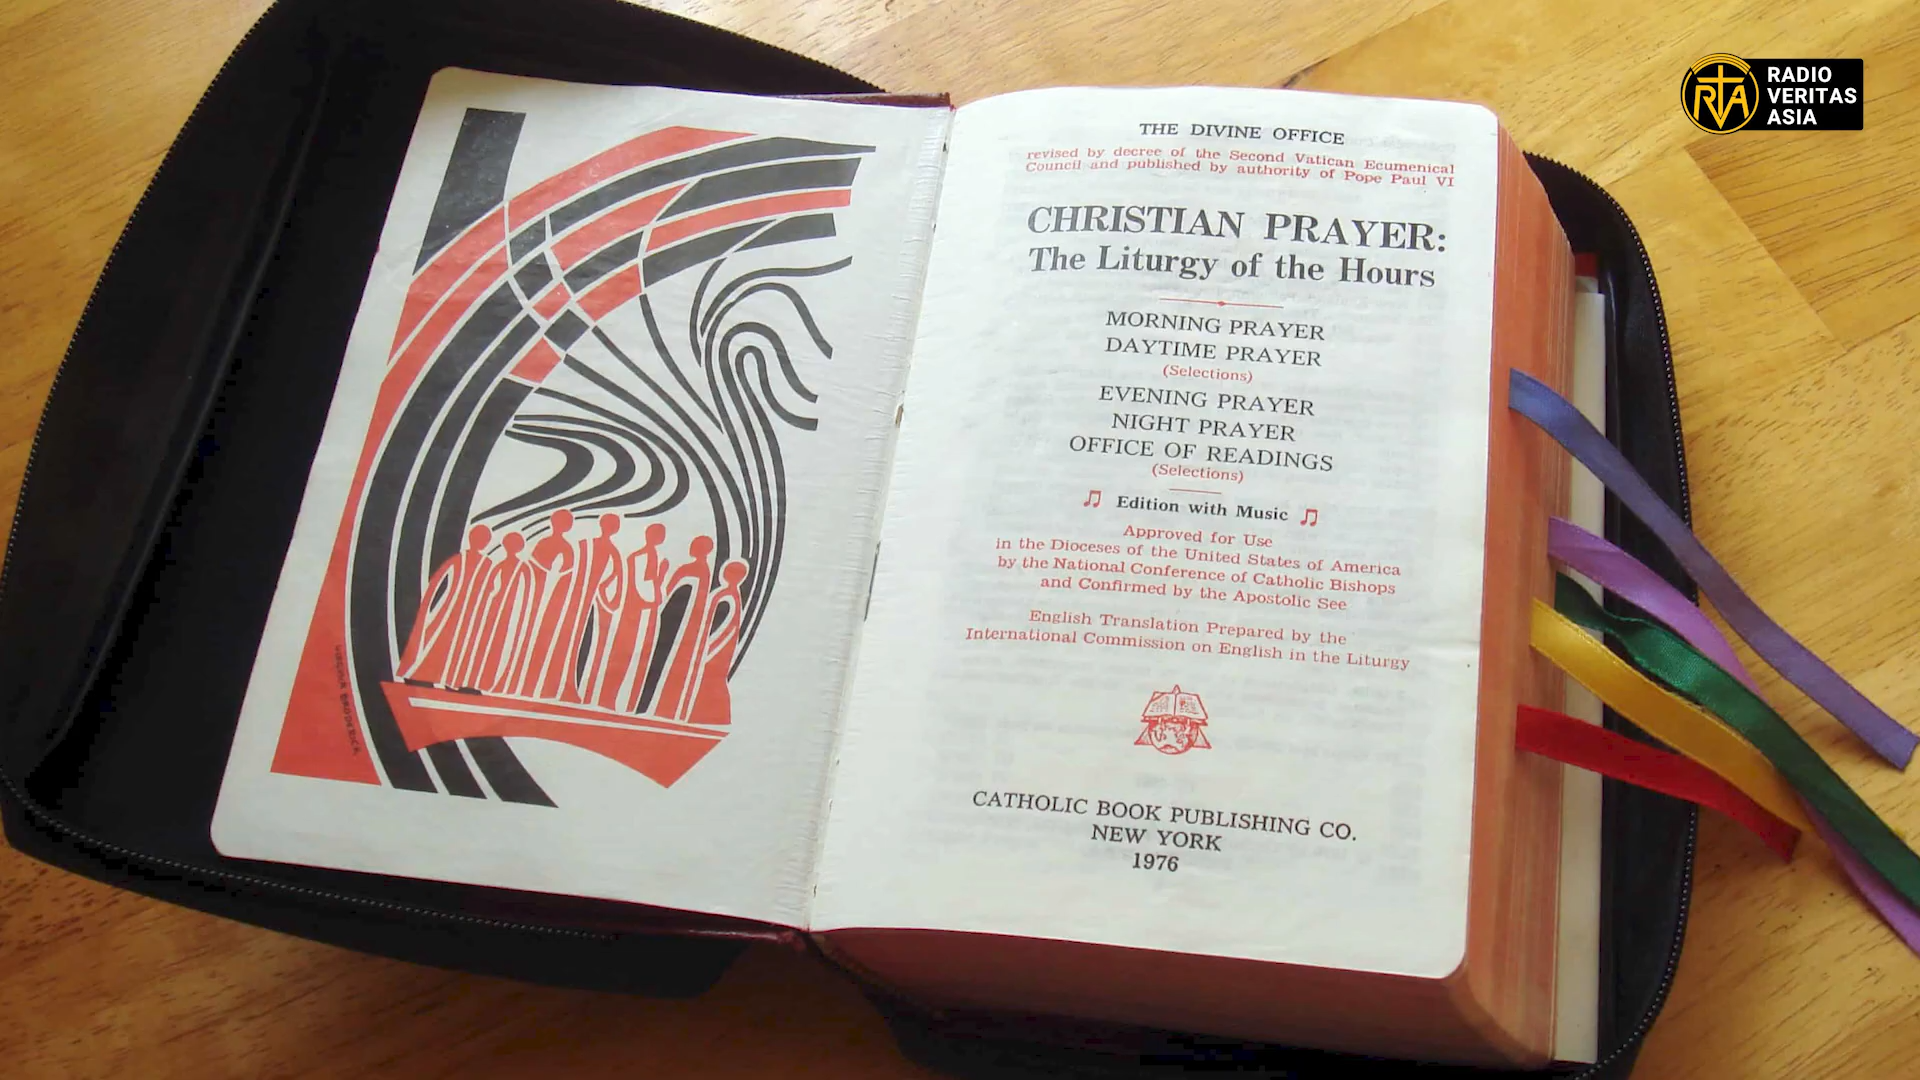 VIRGINIA BRODERICK
THE DIVINE OFFICE
revised by decree of the Second Vatican Ecumenical
Council and published by authority of Pope Paul VI
CHRISTIAN PRAYER:
The Liturgy of the Hours
MORNING PRAYER
DAYTIME PRAYER
(Selections)
EVENING PRAYER
NIGHT PRAYER
OFFICE OF READINGS
(Selections)
Edition with Music
Approved for Use
in the Dioceses of the United States of America
by the National Conference of Catholic Bishops
and Confirmed by the Apostolic See
English Translation Prepared by the
International Commission on English in the Liturgy
CATHOLIC BOOK PUBLISHING CO.
NEW YORK
1976
RVA
RADIO
VERITAS
ASIA